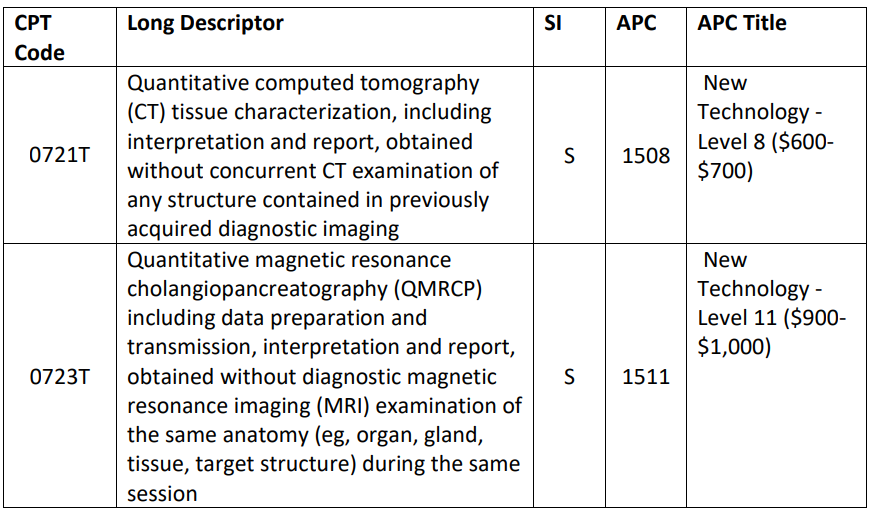 CPT Code
Long Descriptor
SI
APC
APC Title
0721T
Quantitative computed tomography
(CT) tissue characterization, including
interpretation and report, obtained
without concurrent CT examination of
any structure contained in previously
acquired diagnostic imaging
S
1508
New
Technology -
Level 8 ($600-
$700)
0723T
Quantitative magnetic resonance
cholangiopancreatography (QMRCP)
including data preparation and
transmission, interpretation and report,
obtained without diagnostic magnetic
resonance imaging (MRI) examination of
the same anatomy (eg, organ, gland,
tissue, target structure) during the same
session
S
1511
New
Technology -
Level 11 ($900-
$1,000)